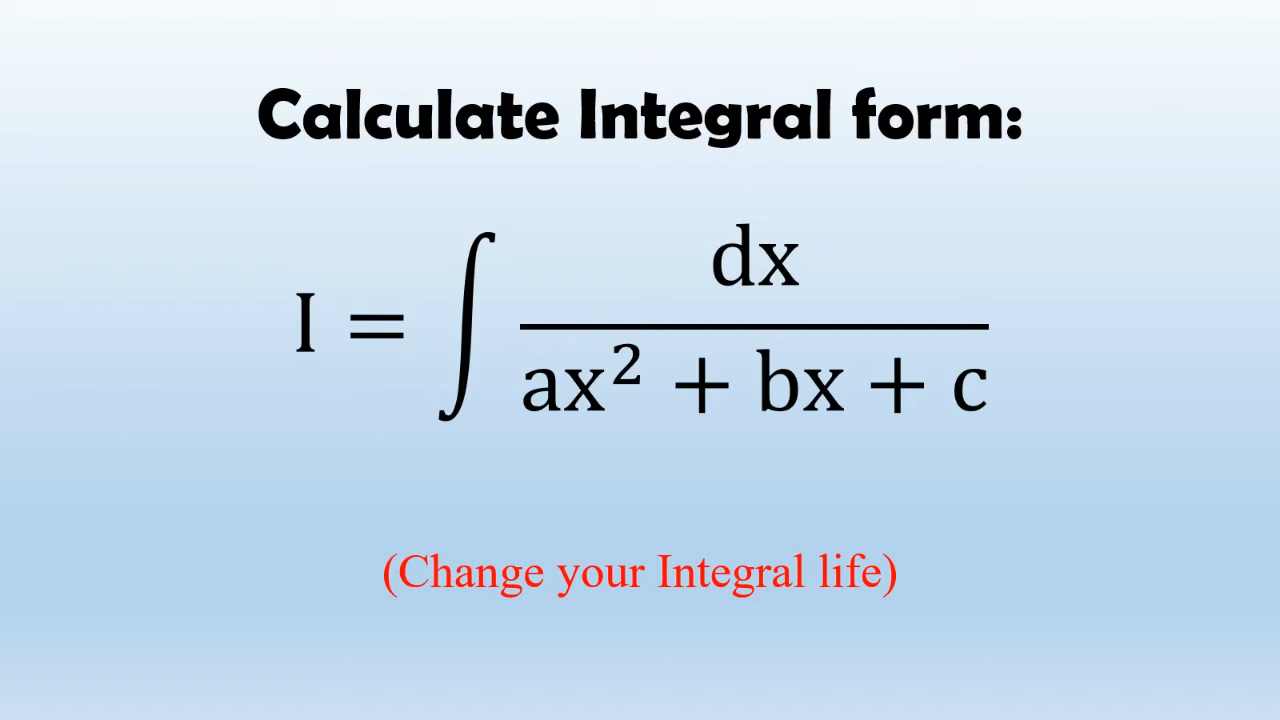 Calculate Integral form:
I = ∫ dx / (ax² + bx + c)
(Change your Integral life)